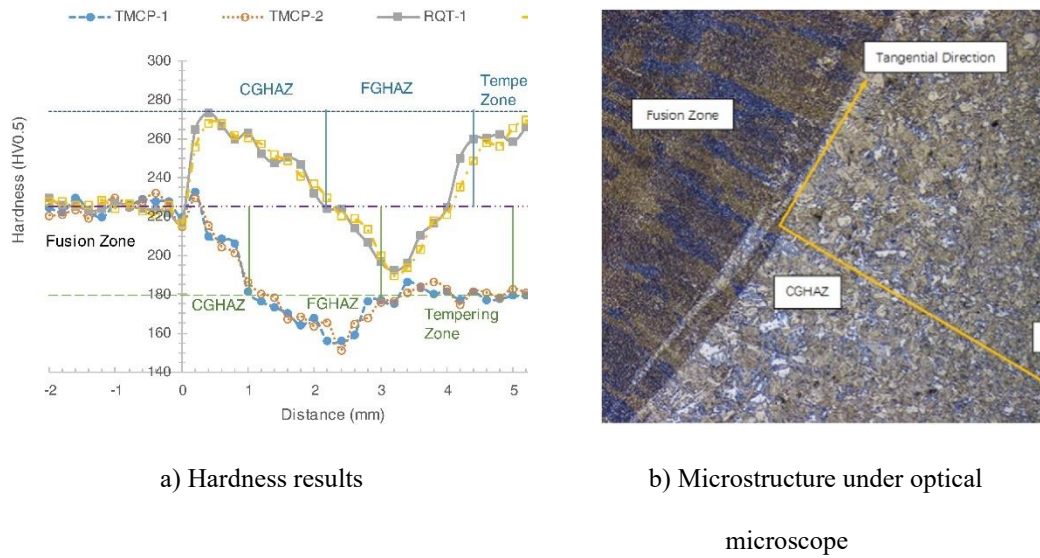 TMCP-1 TMCP-2 RQT-1
300
280
260
240
220
200
180
160
140
Hardness (HV0.5)
CGHAZ FGHAZ Tempe
Zone
Fusion Zone
CGHAZ FGHAZ Tempering
Zone
-2 -1 0 1 2 3 4 5
Distance (mm)
Tangential Direction
Fusion Zone
CGHAZ
a) Hardness results
b) Microstructure under optical
microscope